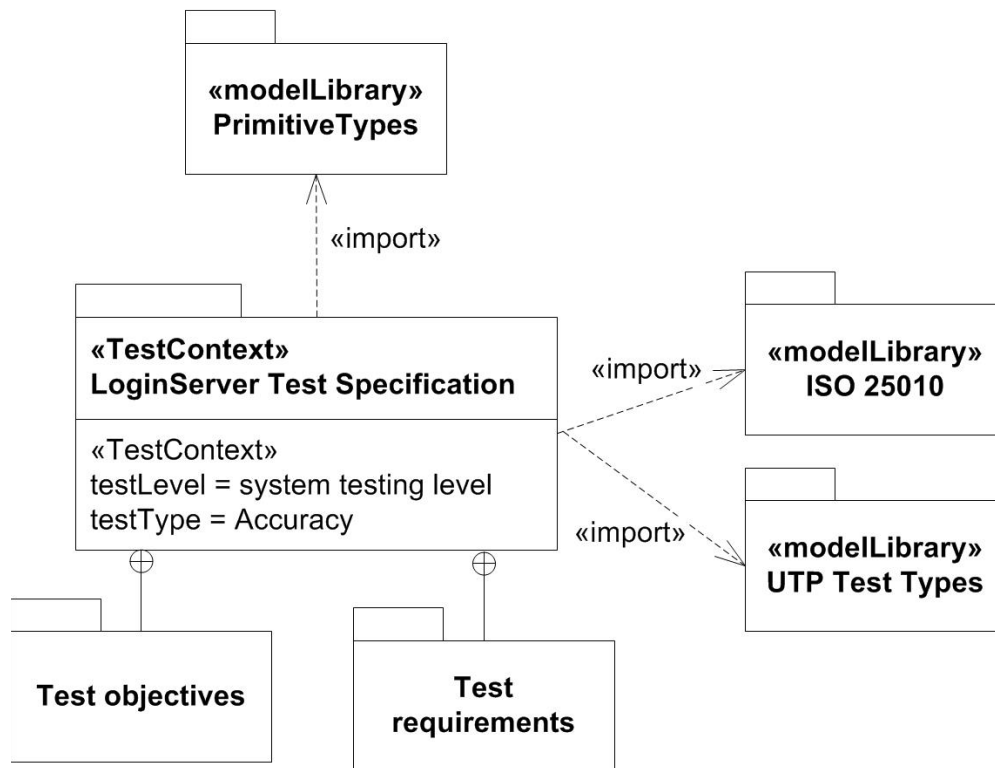 «modelLibrary»
PrimitiveTypes
«import»
«TestContext»
LoginServer Test Specification
«TestContext»
testLevel = system testing level
testType = Accuracy
«import»
«modelLibrary»
ISO 25010
«import»
«modelLibrary»
UTP Test Types
Test objectives
Test
requirements